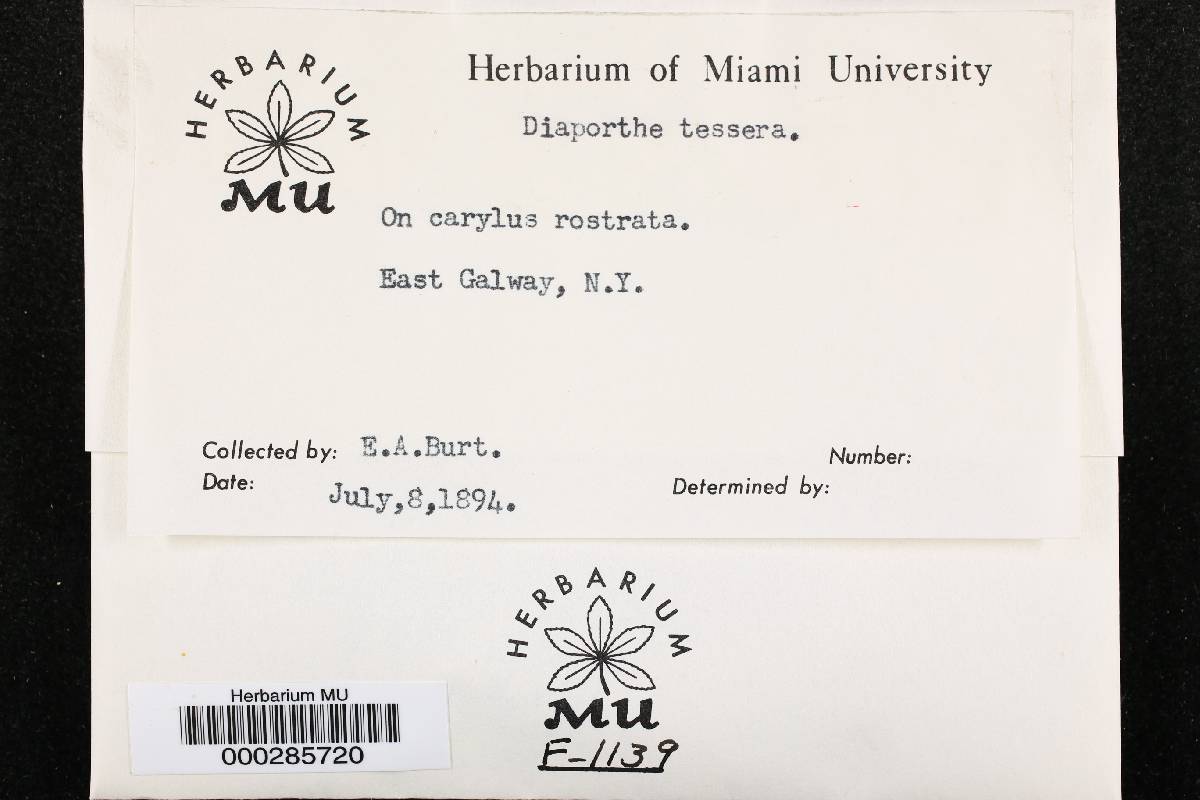 HERBARIUM
MU
Herbarium of Miami University
Diaporthe tessera.
On carylus rostrata.
East Galway, N.Y.
Collected by: E.A.Burt.
Number:
Date: July,8,1894.
Determined by:
HERBARIUM
MU
F-1139
Herbarium MU
000285720